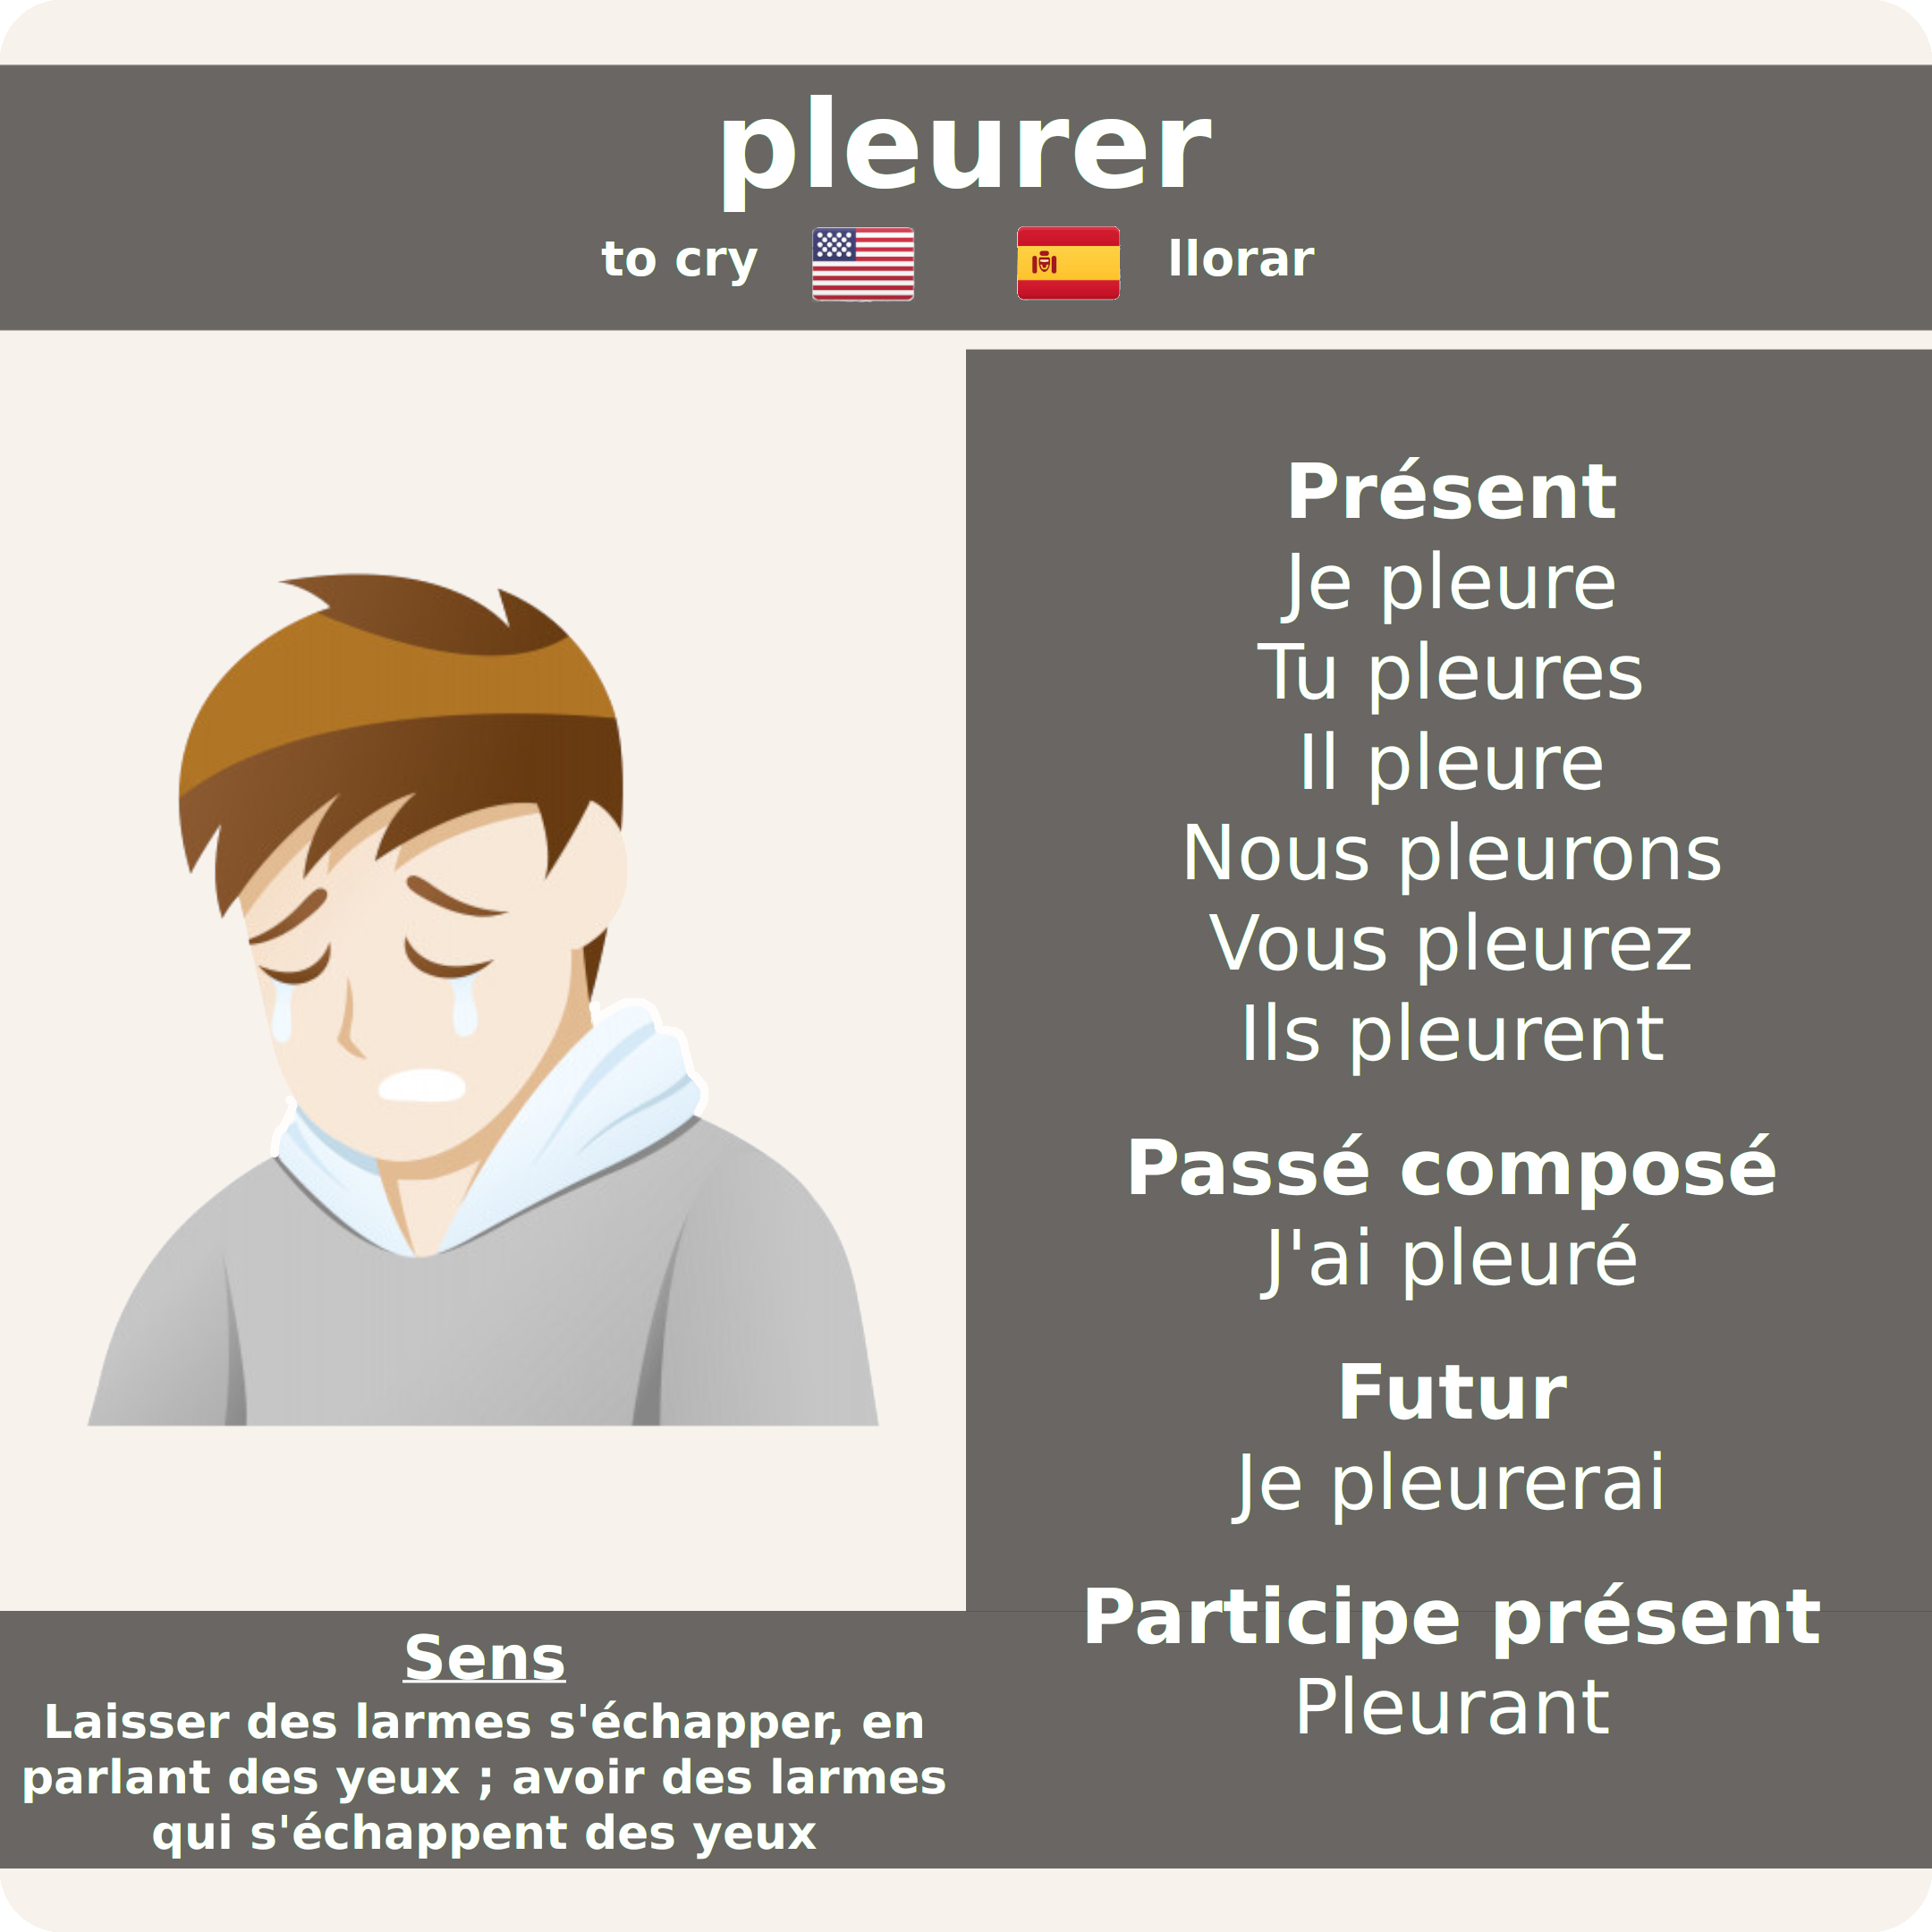 pleurer
to cry
llorar
Présent
Je pleure
Tu pleures
Il pleure
Nous pleurons
Vous pleurez
Ils pleurent
Passé composé
J'ai pleuré
Futur
Je pleurerai
Participe présent
Pleurant
Sens
Laisser des larmes s'échapper, en
parlant des yeux ; avoir des larmes
qui s'échappent des yeux